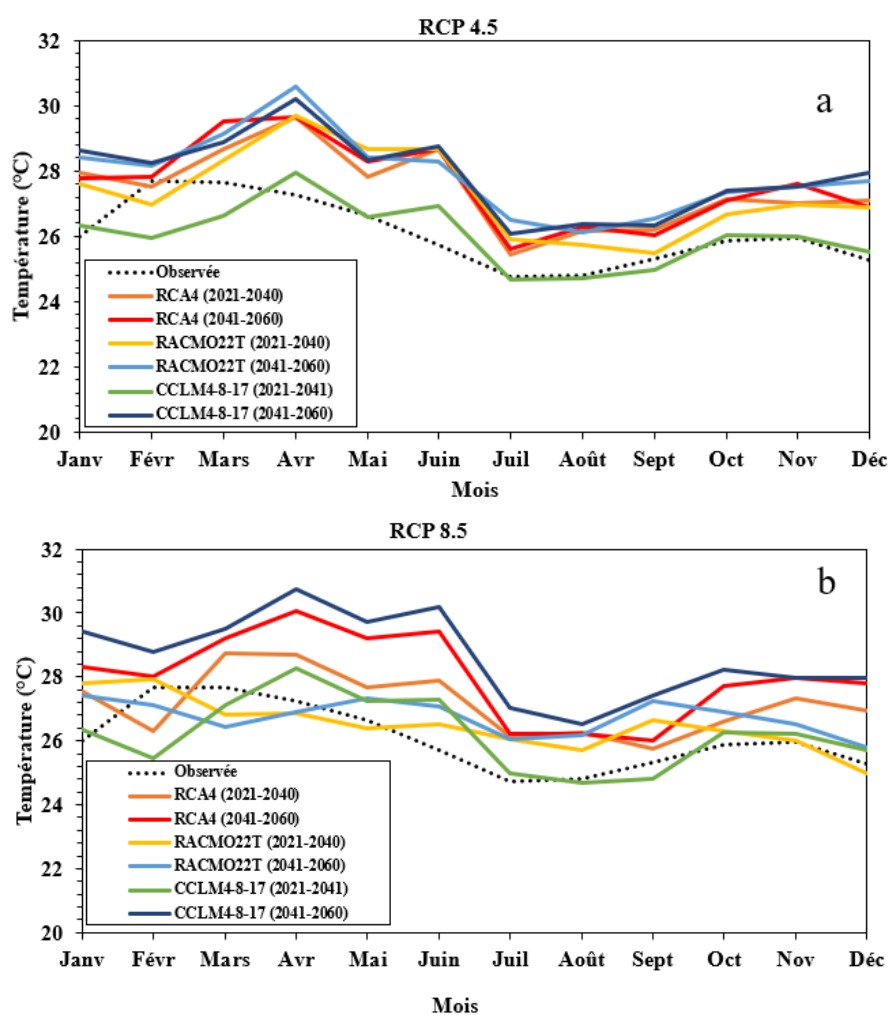 RCP 4.5
32
30
28
26
24
22
20
Température (°C)
a
Observée
RCA4 (2021-2040)
RCA4 (2041-2060)
RACMO22T (2021-2040)
RACMO22T (2041-2060)
CCLM4-8-17 (2021-2041)
CCLM4-8-17 (2041-2060)
Janv Févr Mars Avr Mai Juin Juil Août Sept Oct Nov Déc
Mois
RCP 8.5
32
30
28
26
24
22
20
Température (°C)
b
Observée
RCA4 (2021-2040)
RCA4 (2041-2060)
RACMO22T (2021-2040)
RACMO22T (2041-2060)
CCLM4-8-17 (2021-2041)
CCLM4-8-17 (2041-2060)
Janv Févr Mars Avr Mai Juin Juil Août Sept Oct Nov Déc
Mois